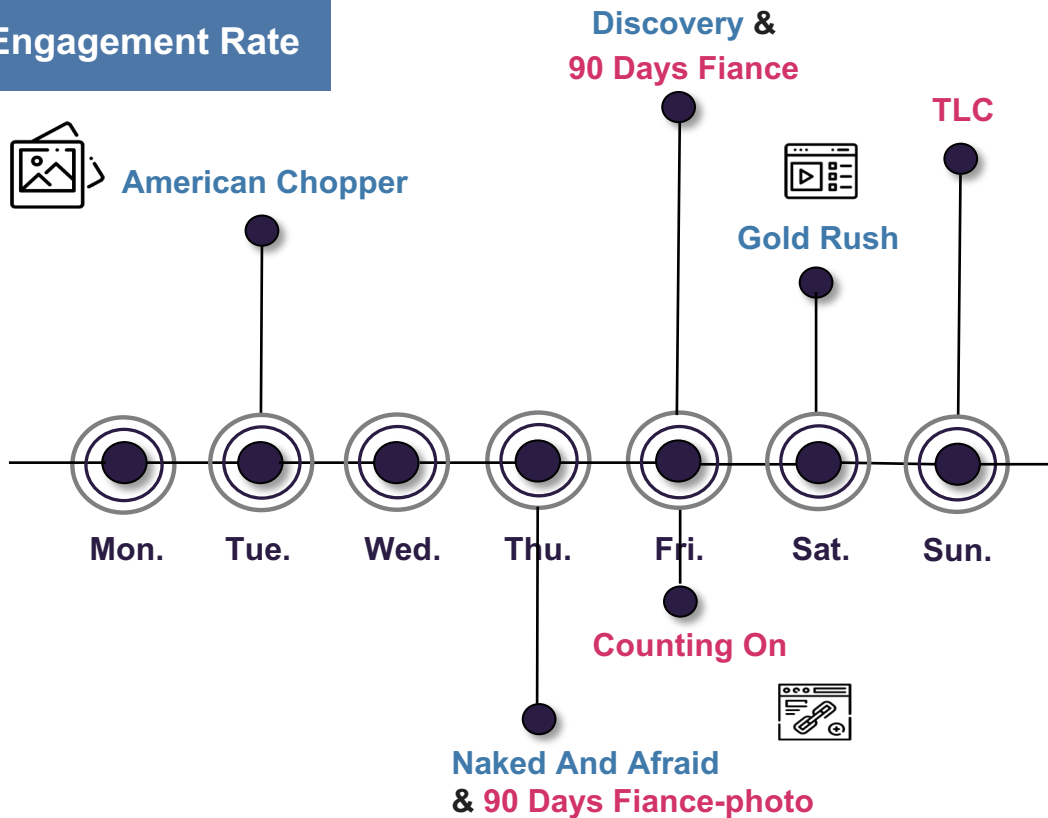 Engagement Rate
Discovery &
90 Days Fiance
TLC
American Chopper
Gold Rush
Mon. Tue. Wed. Thu. Fri. Sat. Sun.
Counting On
Naked And Afraid
& 90 Days Fiance-photo